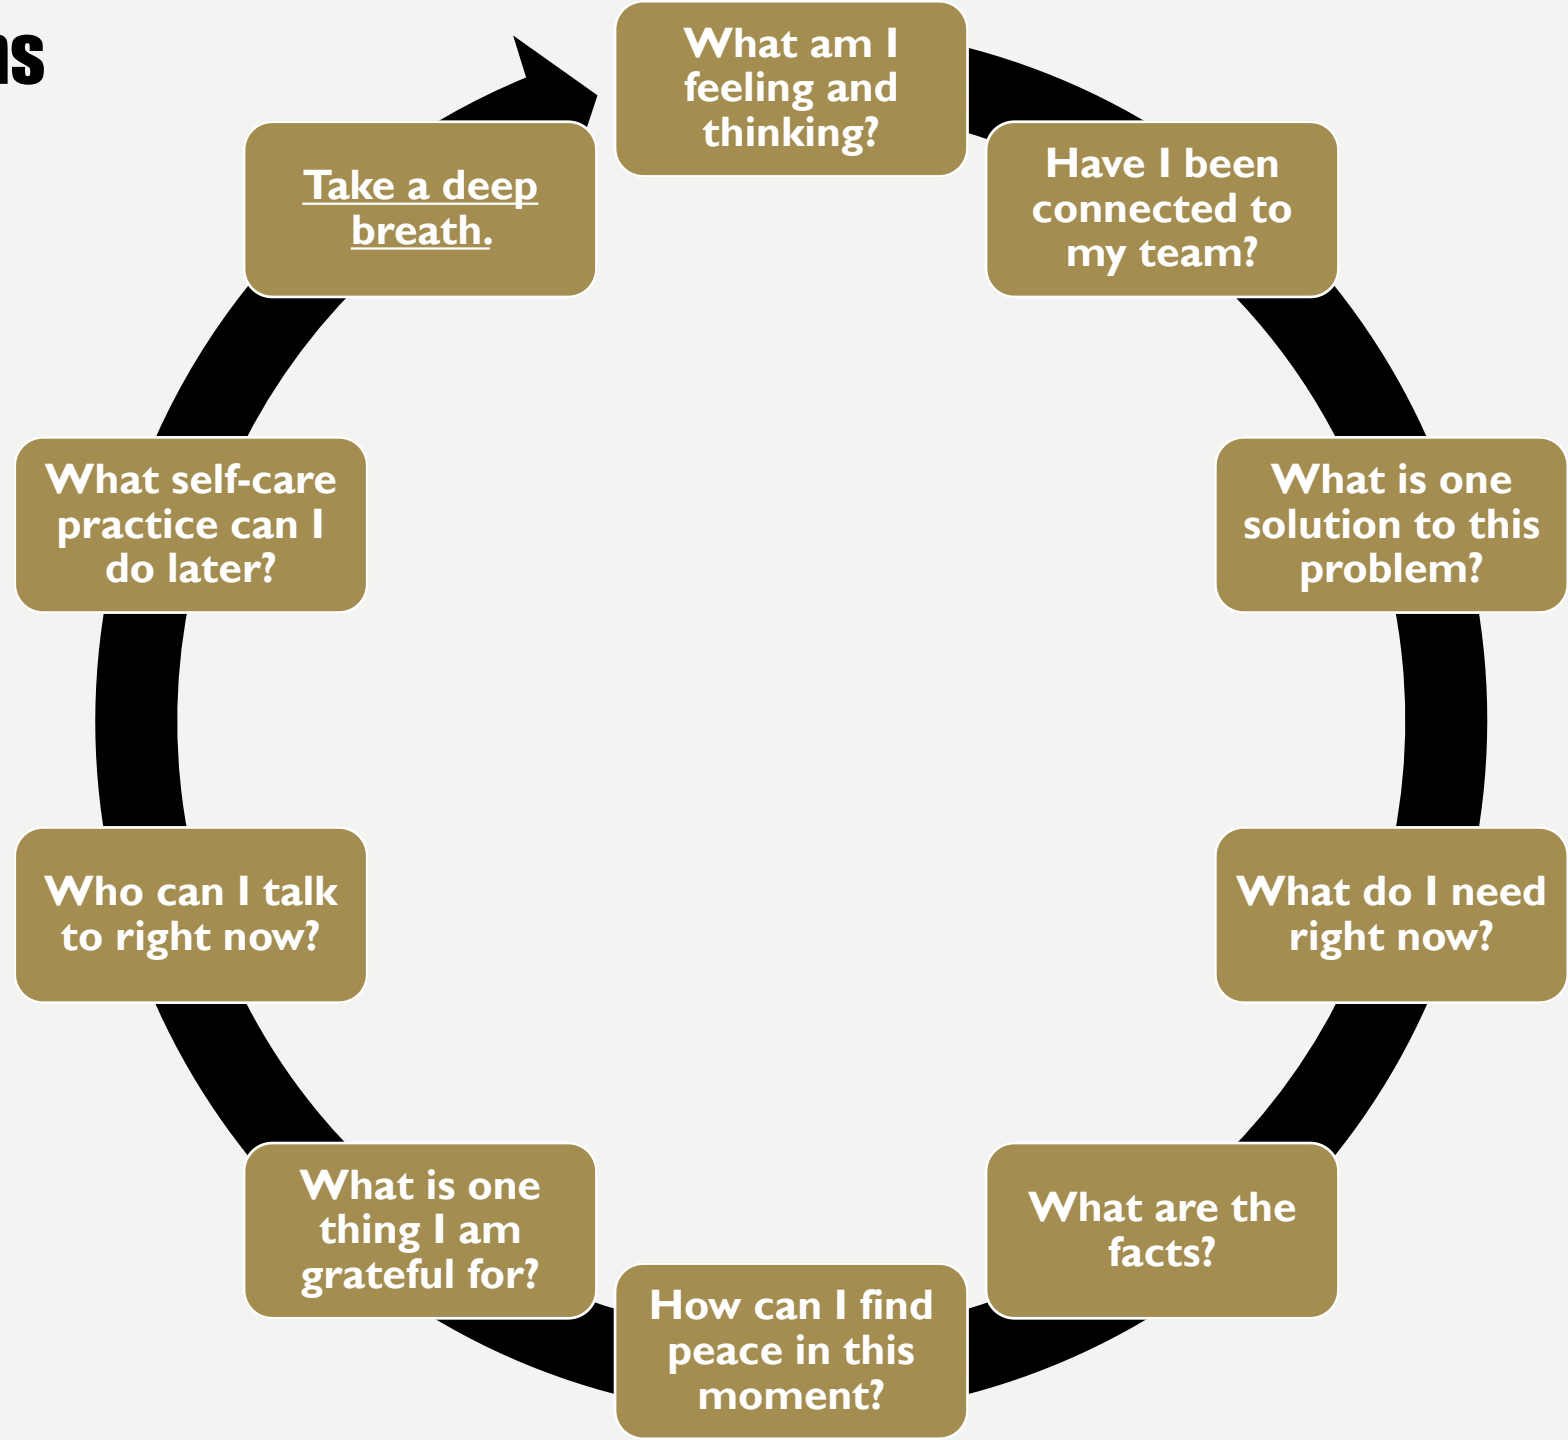 What am I
feeling and
thinking?
Have I been
connected to
my team?
What is one
solution to this
problem?
What do I need
right now?
What are the
facts?
How can I find
peace in this
moment?
What is one
thing I am
grateful for?
Who can I talk
to right now?
What self-care
practice can I
do later?
Take a deep
breath.